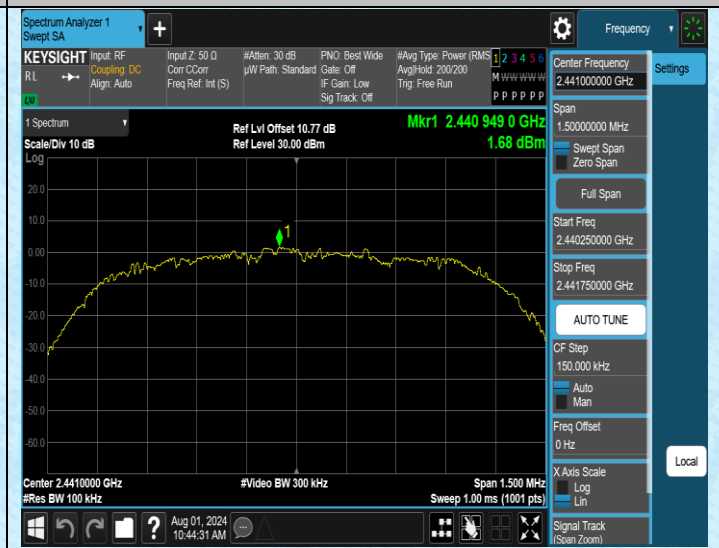 Spectrum Analyzer 1
Swept SA
+
Frequency
KEYSIGHT
RL
LXI
Input: RF
Coupling: DC
Align: Auto
Input Z: 50 Ω
Corr CCorr
Freq Ref: Int (S)
#Atten: 30 dB
µW Path: Standard
PNO: Best Wide
Gate: Off
IF Gain: Low
Sig Track: Off
#Avg Type: Power (RMS
Avg|Hold: 200/200
Trig: Free Run
1 2 3 4 5 6
M W W W W W
P P P P P P
1 Spectrum
Scale/Div 10 dB
Log
Ref Lvl Offset 10.77 dB
Ref Level 30.00 dBm
Mkr1 2.440 949 0 GHz
1.68 dBm
20.0
10.0
0.00
-10.0
-20.0
-30.0
-40.0
-50.0
-60.0
1
Center 2.4410000 GHz
#Res BW 100 kHz
#Video BW 300 kHz
Span 1.500 MHz
Sweep 1.00 ms (1001 pts)
Center Frequency
2.441000000 GHz
Span
1.50000000 MHz
Swept Span
Zero Span
Full Span
Start Freq
2.440250000 GHz
Stop Freq
2.441750000 GHz
AUTO TUNE
CF Step
150.000 kHz
Auto
Man
Freq Offset
0 Hz
X Axis Scale
Log
Lin
Signal Track
(Span Zoom)
Settings
Local
?
Aug 01, 2024
10:44:31 AM